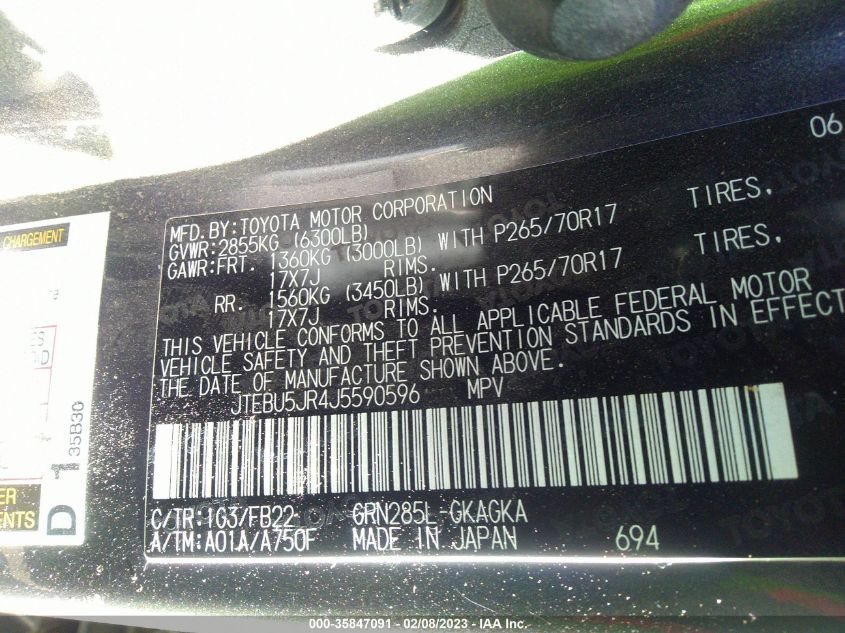 06
MFD.BY:TOYOTA MOTOR CORPORATION
GVWR:2855KG (6300LB)
GAWR:FRT. 1360KG (3000LB) WITH P265/70R17 TIRES,
17X7J RIMS.
RR. 1560KG (3450LB) WITH P265/70R17 TIRES,
17X7J RIMS.
THIS VEHICLE CONFORMS TO ALL APPLICABLE FEDERAL MOTOR
VEHICLE SAFETY AND THEFT PREVENTION STANDARDS IN EFFECT
THE DATE OF MANUFACTURE SHOWN ABOVE.
JTEBU5JR4J5590596 MPV
C/TR:1G3/FB22 GRN285L-GKAGKA
A/TM:A01A/A750F MADE IN JAPAN 694
CHARGEMENT
D T 35B30
000-35847091 - 02/08/2023 - IAA Inc.